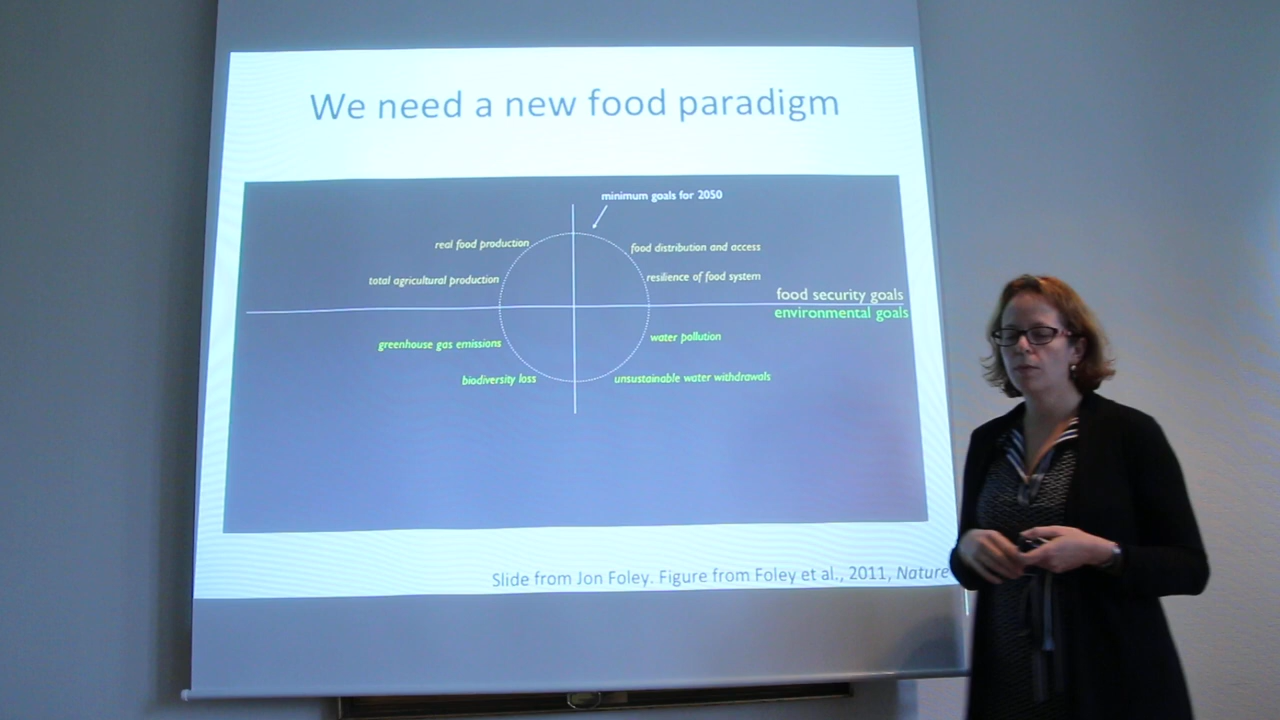 We need a new food paradigm
minimum goals for 2050
real food production
food distribution and access
total agricultural production
resilience of food system
food security goals
environmental goals
greenhouse gas emissions
water pollution
biodiversity loss
unsustainable water withdrawals
Slide from Jon Foley. Figure from Foley et al., 2011, Nature